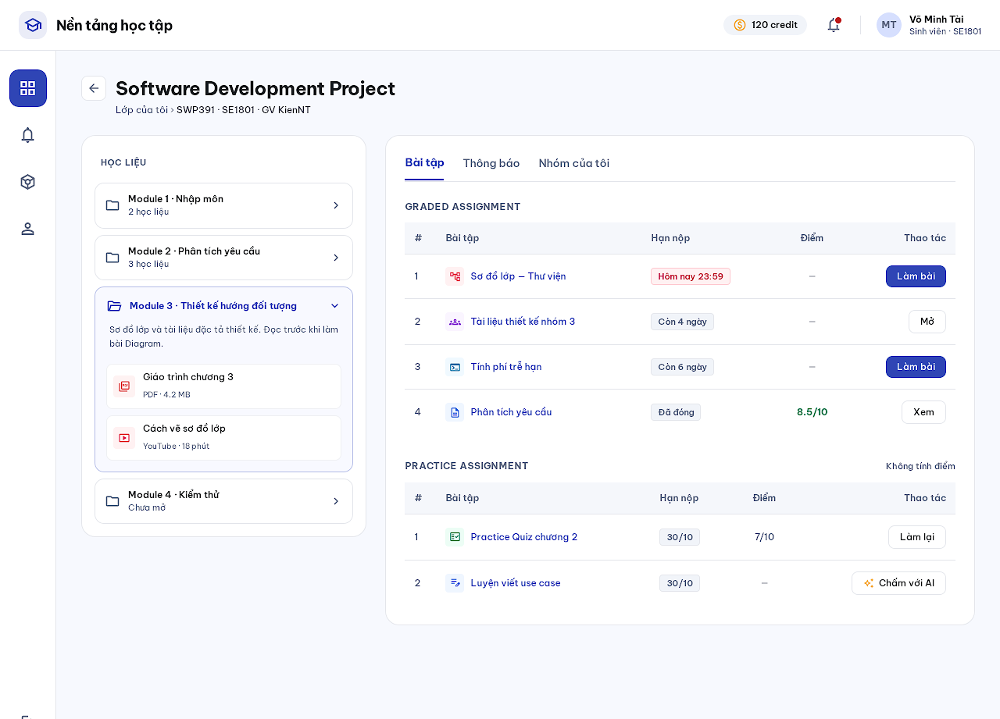 Nền tảng học tập
120 credit
MT
Võ Minh Tài
Sinh viên · SE1801
Software Development Project
Lớp của tôi › SWP391 · SE1801 · GV KienNT
HỌC LIỆU
Module 1 · Nhập môn
2 học liệu
Module 2 · Phân tích yêu cầu
3 học liệu
Module 3 · Thiết kế hướng đối tượng
Sơ đồ lớp và tài liệu đặc tả thiết kế. Đọc trước khi làm
bài Diagram.
Giáo trình chương 3
PDF · 4.2 MB
Cách vẽ sơ đồ lớp
YouTube · 18 phút
Module 4 · Kiểm thử
Chưa mở
Bài tập Thông báo Nhóm của tôi
GRADED ASSIGNMENT
# Bài tập Hạn nộp Điểm Thao tác
1 Sơ đồ lớp — Thư viện Hôm nay 23:59 — Làm bài
2 Tài liệu thiết kế nhóm 3 Còn 4 ngày — Mở
3 Tính phí trễ hạn Còn 6 ngày — Làm bài
4 Phân tích yêu cầu Đã đóng 8.5/10 Xem
PRACTICE ASSIGNMENT Không tính điểm
# Bài tập Hạn nộp Điểm Thao tác
1 Practice Quiz chương 2 30/10 7/10 Làm lại
2 Luyện viết use case 30/10 — Chấm với AI